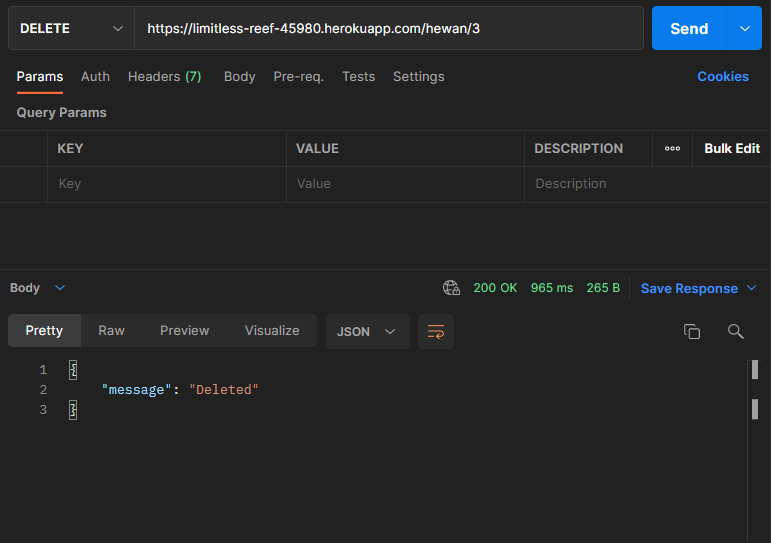 DELETE https://limitless-reef-45980.herokuapp.com/hewan/3 Send
Params Auth Headers (7) Body Pre-req. Tests Settings Cookies
Query Params
KEY VALUE DESCRIPTION ooo Bulk Edit
Key Value Description
Body 200 OK 965 ms 265 B Save Response
Pretty Raw Preview Visualize JSON
1 {
2 "message": "Deleted"
3 }